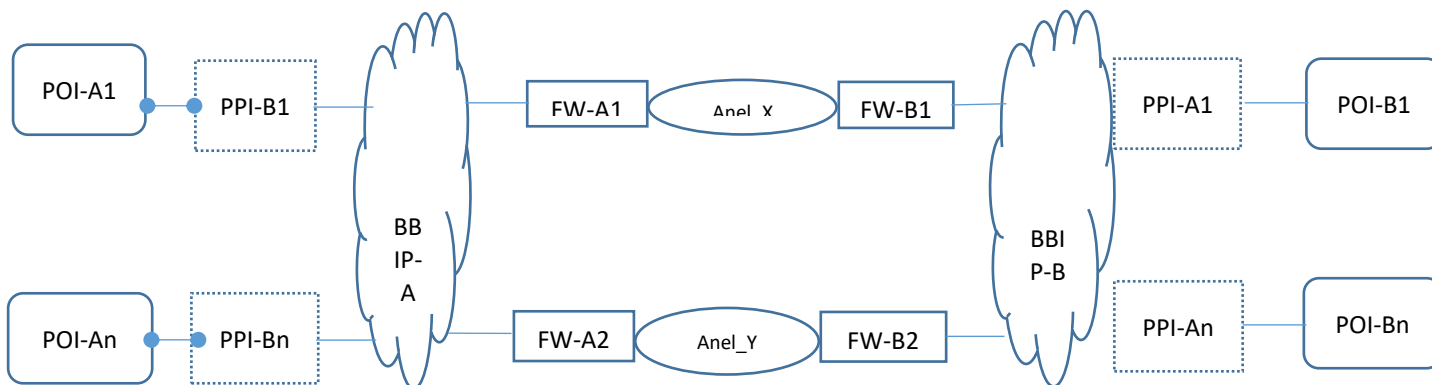 POI-A1
PPI-B1
FW-A1
Anel_X
FW-B1
PPI-A1
POI-B1
BB
IP-
A
BBI
P-B
POI-An
PPI-Bn
FW-A2
Anel_Y
FW-B2
PPI-An
POI-Bn